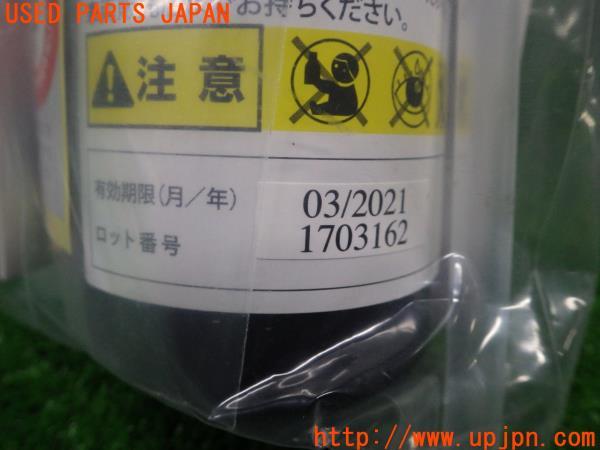 USED PARTS JAPAN
お持ちください。
注意
有効期限(月/年)
03/2021
ロット番号
1703162
http://www.upjpn.com/